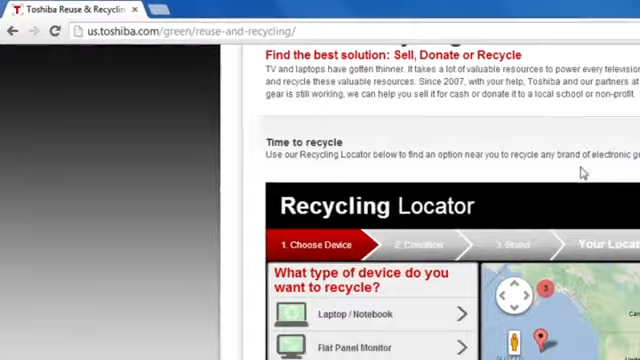 Toshiba Reuse & Recyclin
us.toshiba.com/green/reuse-and-recycling/
Find the best solution: Sell, Donate or Recycle
TV and laptops have gotten thinner. It takes a lot of valuable resources to power every television
and recycle these valuable resources. Since 2007, with your help, Toshiba and our partners at
gear is still working, we can help you sell it for cash or donate it to a local school or non-profit.
Time to recycle
Use our Recycling Locator below to find an option near you to recycle any brand of electronic ge
Recycling Locator
1. Choose Device
2. Condition
3. Brand
Your Locat
What type of device do you
want to recycle?
3
Laptop / Notebook
Flat Panel Monitor